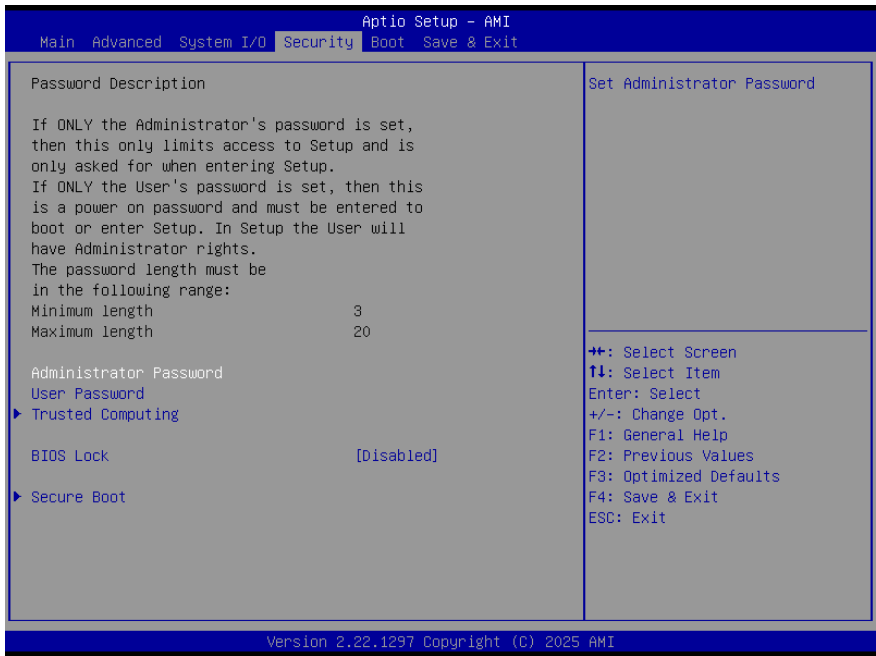 Aptio Setup – AMI
Main Advanced System I/O Security Boot Save & Exit
Password Description
If ONLY the Administrator's password is set,
then this only limits access to Setup and is
only asked for when entering Setup.
If ONLY the User's password is set, then this
is a power on password and must be entered to
boot or enter Setup. In Setup the User will
have Administrator rights.
The password length must be
in the following range:
Minimum length 3
Maximum length 20
Administrator Password
User Password
Trusted Computing
BIOS Lock [Disabled]
Secure Boot
Set Administrator Password
→←: Select Screen
↑↓: Select Item
Enter: Select
+/-: Change Opt.
F1: General Help
F2: Previous Values
F3: Optimized Defaults
F4: Save & Exit
ESC: Exit
Version 2.22.1297 Copyright (C) 2025 AMI